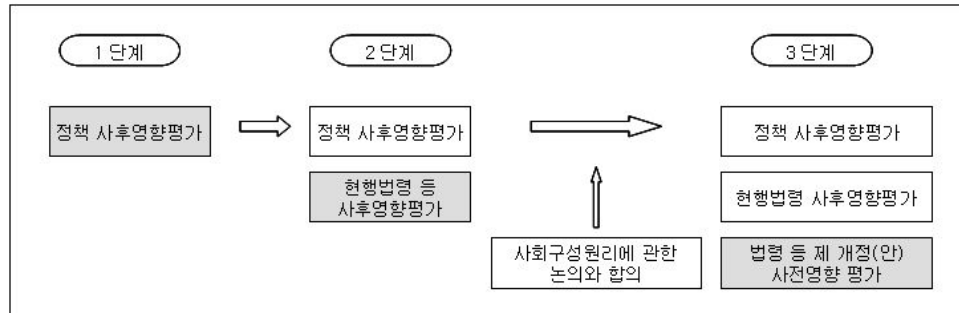 1 단계
2 단계
3 단계
정책 사후영향평가
정책 사후영향평가
정책 사후영향평가
현행법령 등
사후영향평가
현행법령 사후영향평가
사회구성원리에 관한
논의와 합의
법령 등 제 개정(안)
사전영향 평가